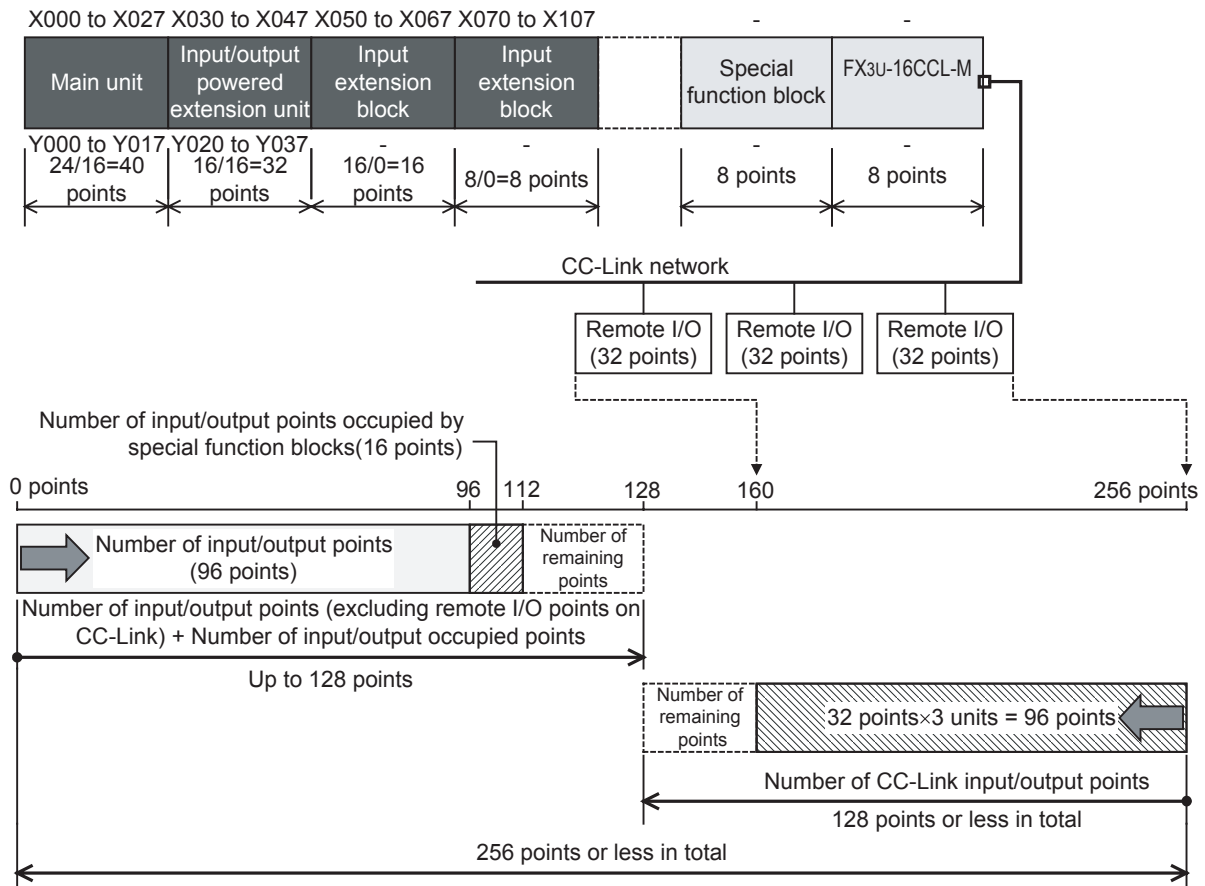 X000 to X027 X030 to X047 X050 to X067 X070 to X107 - -
Main unit
Input/output
powered
extension unit
Input
extension
block
Input
extension
block
Special
function block
FX3U-16CCL-M
Y000 to Y017 Y020 to Y037 - - - -
24/16=40
points
16/16=32
points
16/0=16
points
8/0=8 points
8 points
8 points
CC-Link network
Remote I/O
(32 points)
Remote I/O
(32 points)
Remote I/O
(32 points)
Number of input/output points occupied by
special function blocks(16 points)
0 points 96 112 128 160 256 points
Number of input/output points
(96 points)
Number of
remaining
points
Number of input/output points (excluding remote I/O points on
CC-Link) + Number of input/output occupied points
Up to 128 points
Number of
remaining
points
32 points×3 units = 96 points
Number of CC-Link input/output points
128 points or less in total
256 points or less in total